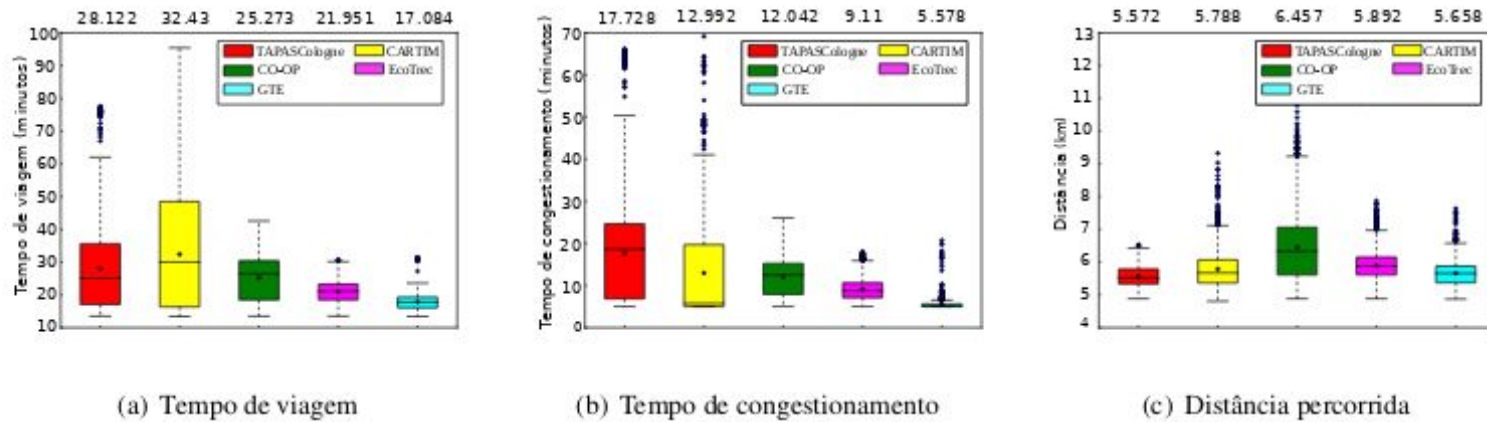 28.122 32.43 25.273 21.951 17.084
100
90
80
70
60
50
40
30
20
10
Tempo de viagem (minutos)
TAPASCologne CARTIM
CO-OP EcoTrec
GTE
(a) Tempo de viagem
17.728 12.992 12.042 9.11 5.578
70
60
50
40
30
20
10
0
Tempo de congestionamento (minutos)
TAPASCologne CARTIM
CO-OP EcoTrec
GTE
(b) Tempo de congestionamento
5.572 5.788 6.457 5.892 5.658
13
12
11
10
9
8
7
6
5
4
Distância (km)
TAPASCologne CARTIM
CO-OP EcoTrec
GTE
(c) Distância percorrida